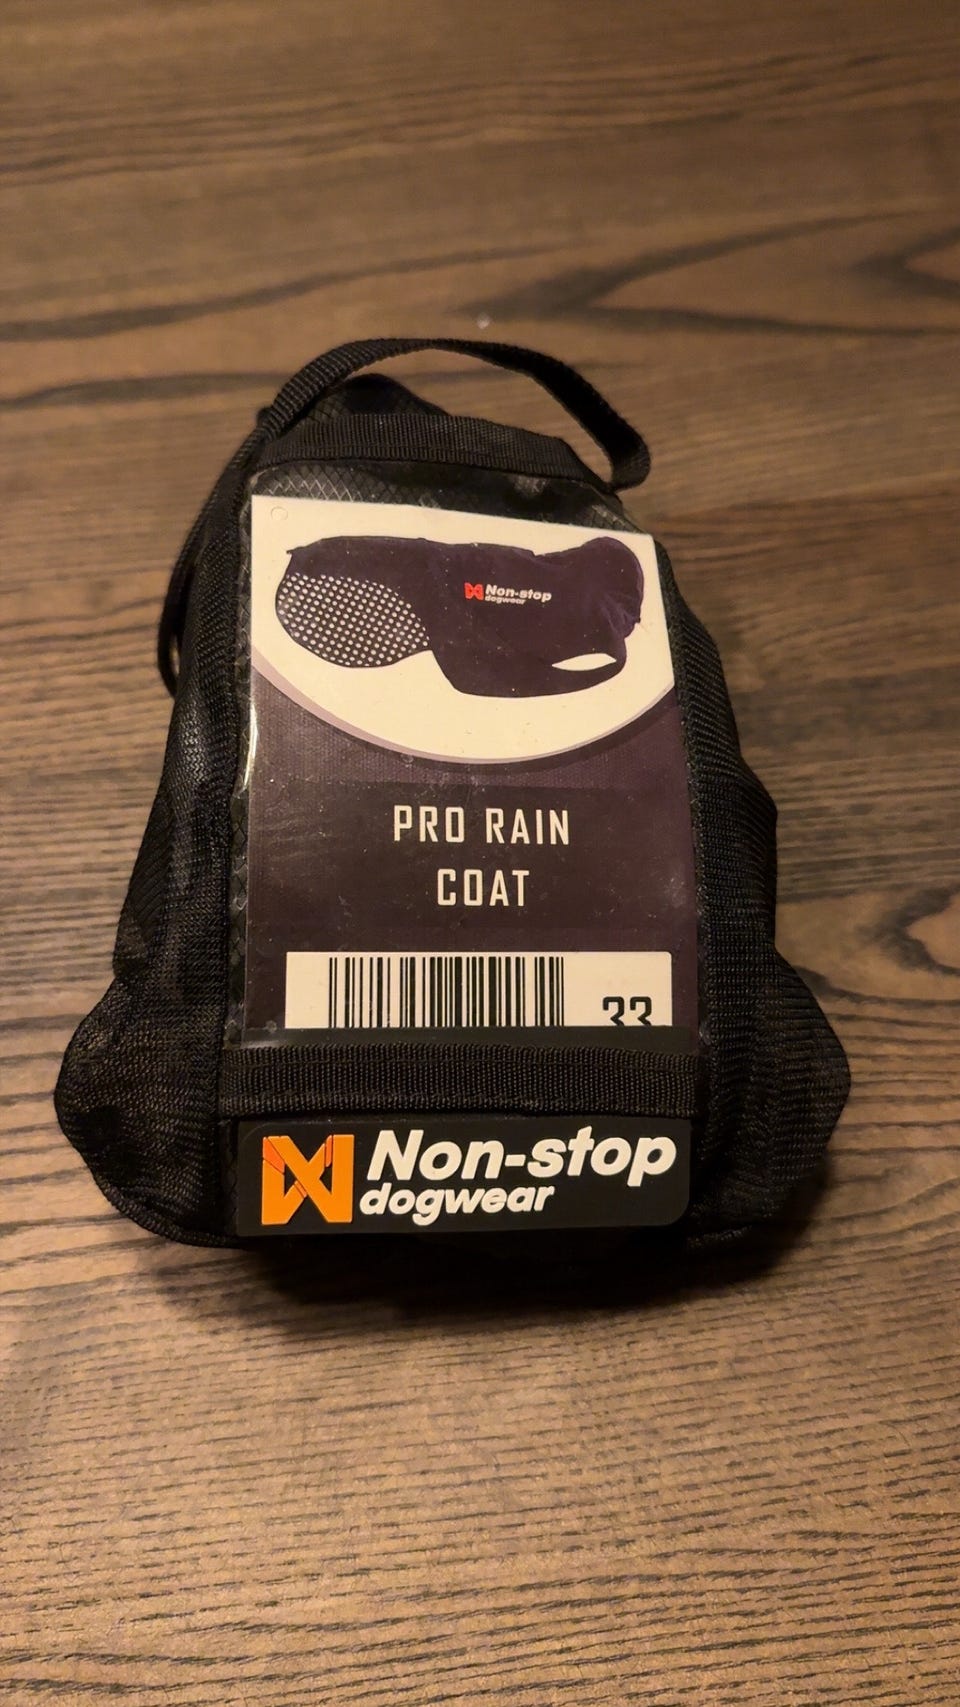 Non-stop
dogwear
PRO RAIN
COAT
33
Non-stop
dogwear